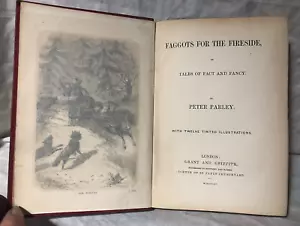 FAGGOTS FOR THE FIRESIDE,
OR
TALES OF FACT AND FANCY.
BY
PETER PARLEY.
WITH TWELVE TINTED ILLUSTRATIONS.
LONDON:
GRANT AND GRIFFITH,
CORNER OF ST. PAUL'S CHURCHYARD.